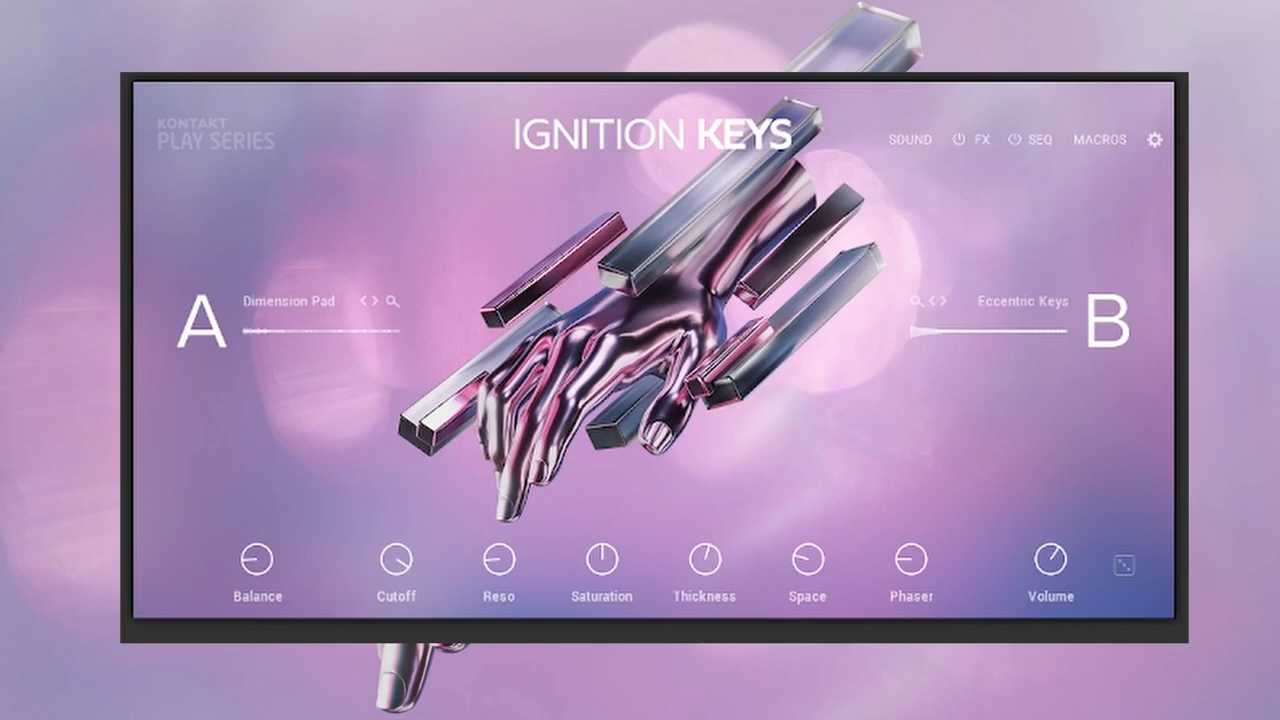 KONTAKT
PLAY SERIES
IGNITION KEYS
SOUND FX SEQ MACROS
A
Dimension Pad
Eccentric Keys
B
Balance Cutoff Reso Saturation Thickness Space Phaser Volume